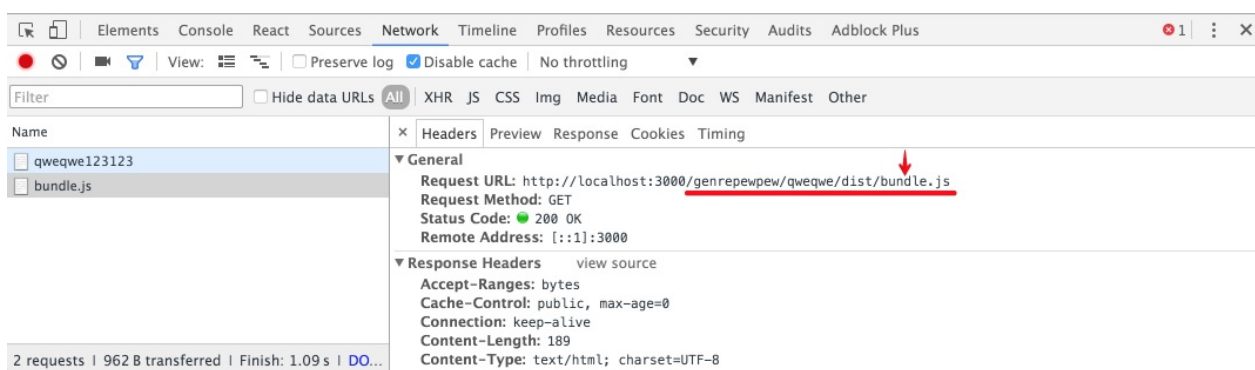 Elements Console React Sources Network Timeline Profiles Resources Security Audits Adblock Plus 1
View: Preserve log Disable cache No throttling
Filter Hide data URLs All XHR JS CSS Img Media Font Doc WS Manifest Other
Name
qweqwe123123
bundle.js
2 requests | 962 B transferred | Finish: 1.09 s | DO...
× Headers Preview Response Cookies Timing
General
Request URL: http://localhost:3000/genrepewpew/qweqwe/dist/bundle.js
Request Method: GET
Status Code: 200 OK
Remote Address: [::1]:3000
Response Headers view source
Accept-Ranges: bytes
Cache-Control: public, max-age=0
Connection: keep-alive
Content-Length: 189
Content-Type: text/html; charset=UTF-8